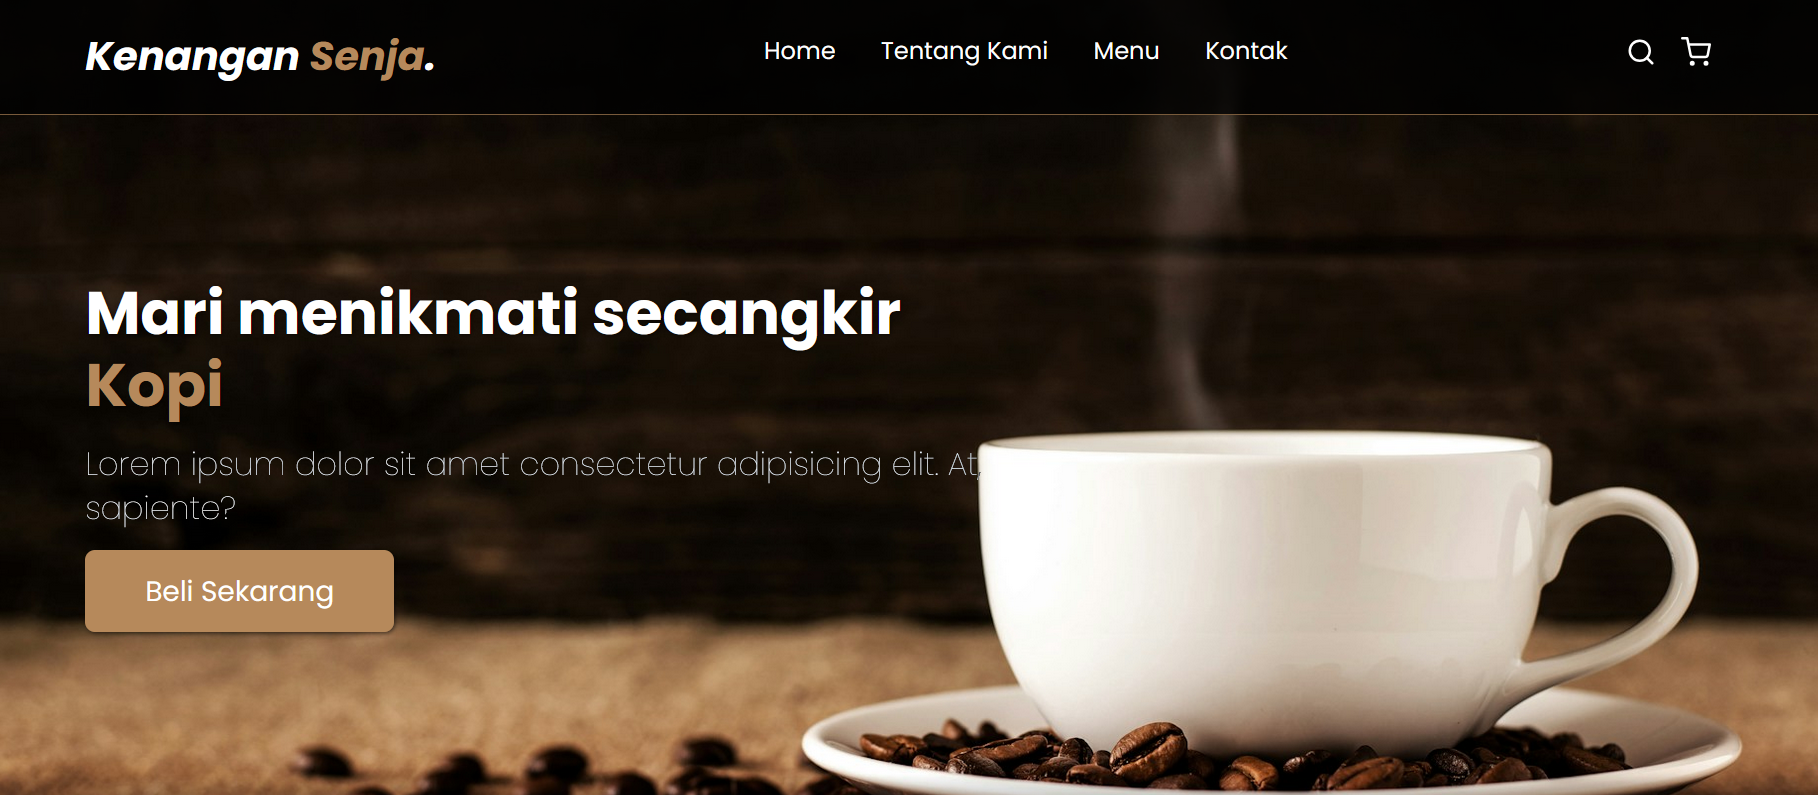 Kenangan Senja.
Home
Tentang Kami
Menu
Kontak
Mari menikmati secangkir
Kopi
Lorem ipsum dolor sit amet consectetur adipisicing elit. At,
sapiente?
Beli Sekarang